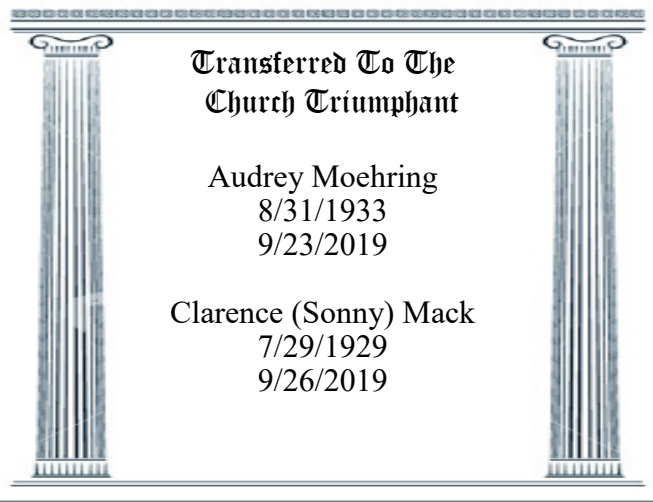 Transferred To The
Church Triumphant
Audrey Moehring
8/31/1933
9/23/2019
Clarence (Sonny) Mack
7/29/1929
9/26/2019